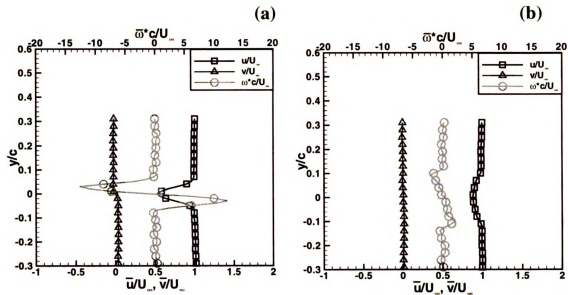 (a)
ω̅*c/U∞
-20 -15 -10 -5 0 5 10 15 20
u/U∞
v/U∞
ω*c/U∞
y/c
0.6
0.5
0.4
0.3
0.2
0.1
0
-0.1
-0.2
-0.3
-1 -0.5 0 0.5 1 1.5 2
u̅/U∞, v̅/U∞
(b)
ω̅*c/U∞
-20 -15 -10 -5 0 5 10 15 20
u/U∞
v/U∞
ω*c/U∞
y/c
0.6
0.5
0.4
0.3
0.2
0.1
0
-0.1
-0.2
-0.3
-1 -0.5 0 0.5 1 1.5 2
u̅/U∞, v̅/U∞